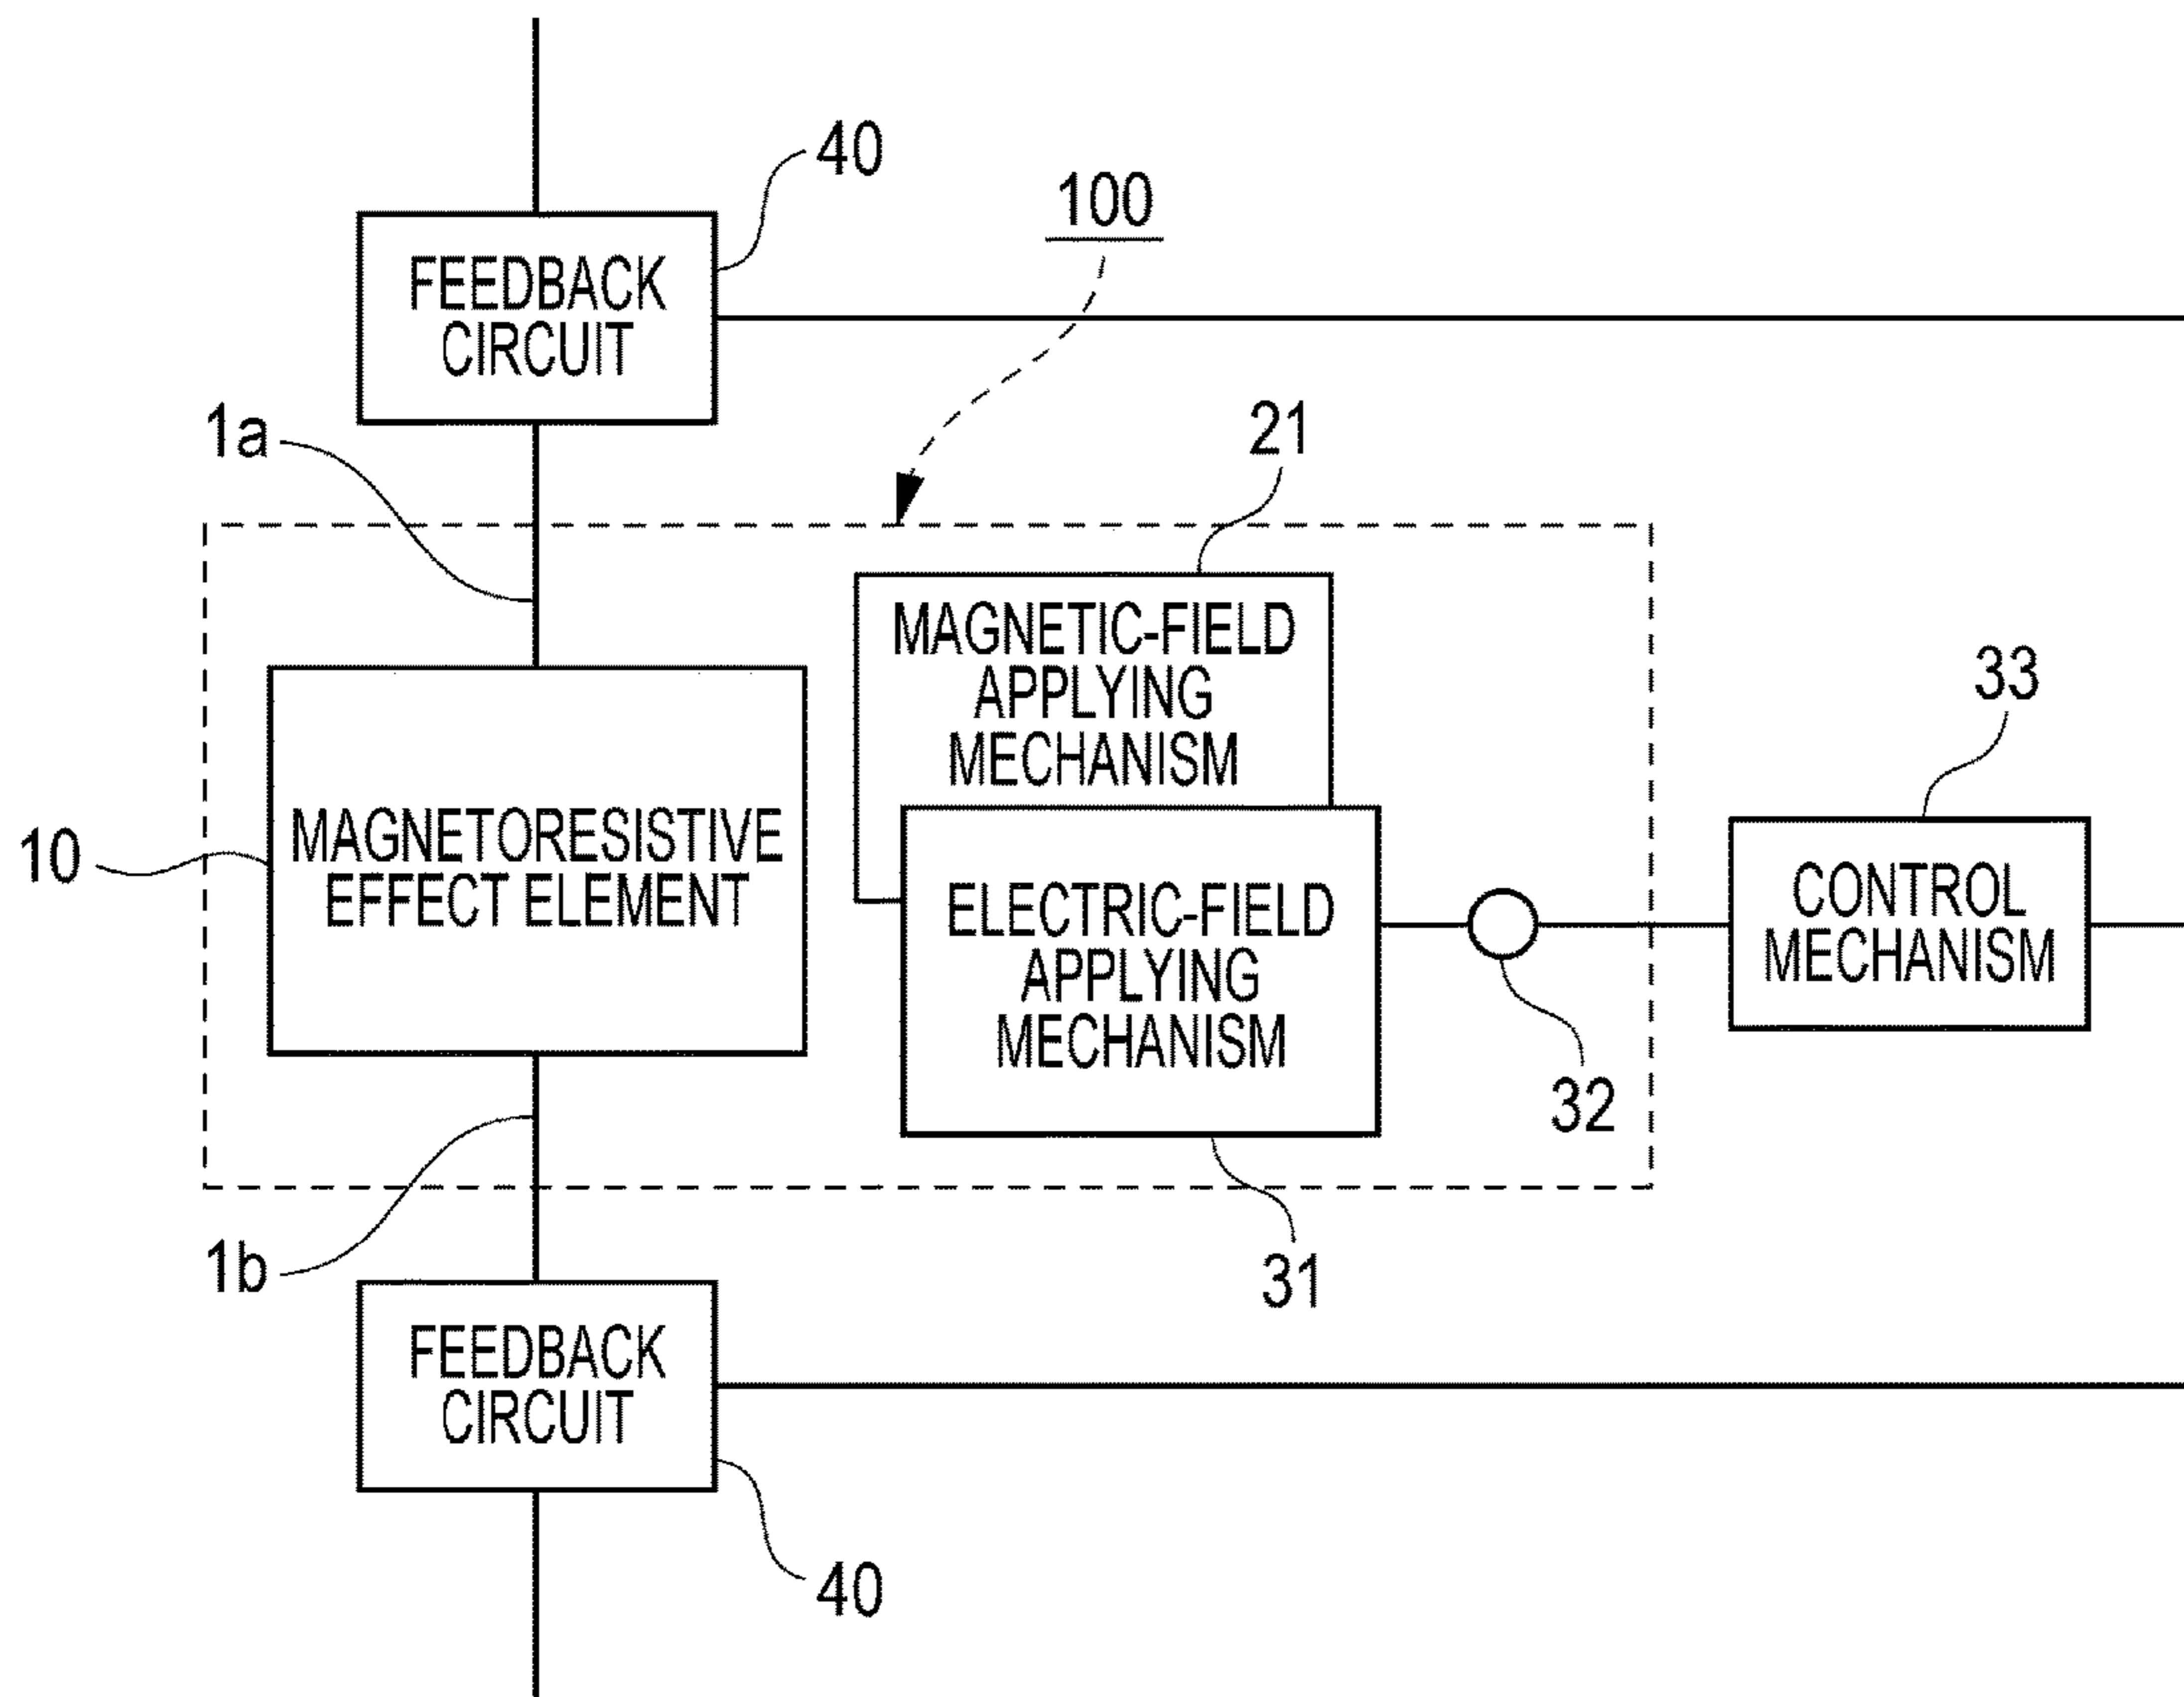 40
100
FEEDBACK
CIRCUIT
1a
21
MAGNETIC-FIELD
APPLYING
MECHANISM
33
10
MAGNETORESISTIVE
EFFECT ELEMENT
ELECTRIC-FIELD
APPLYING
MECHANISM
CONTROL
MECHANISM
32
1b
31
FEEDBACK
CIRCUIT
40